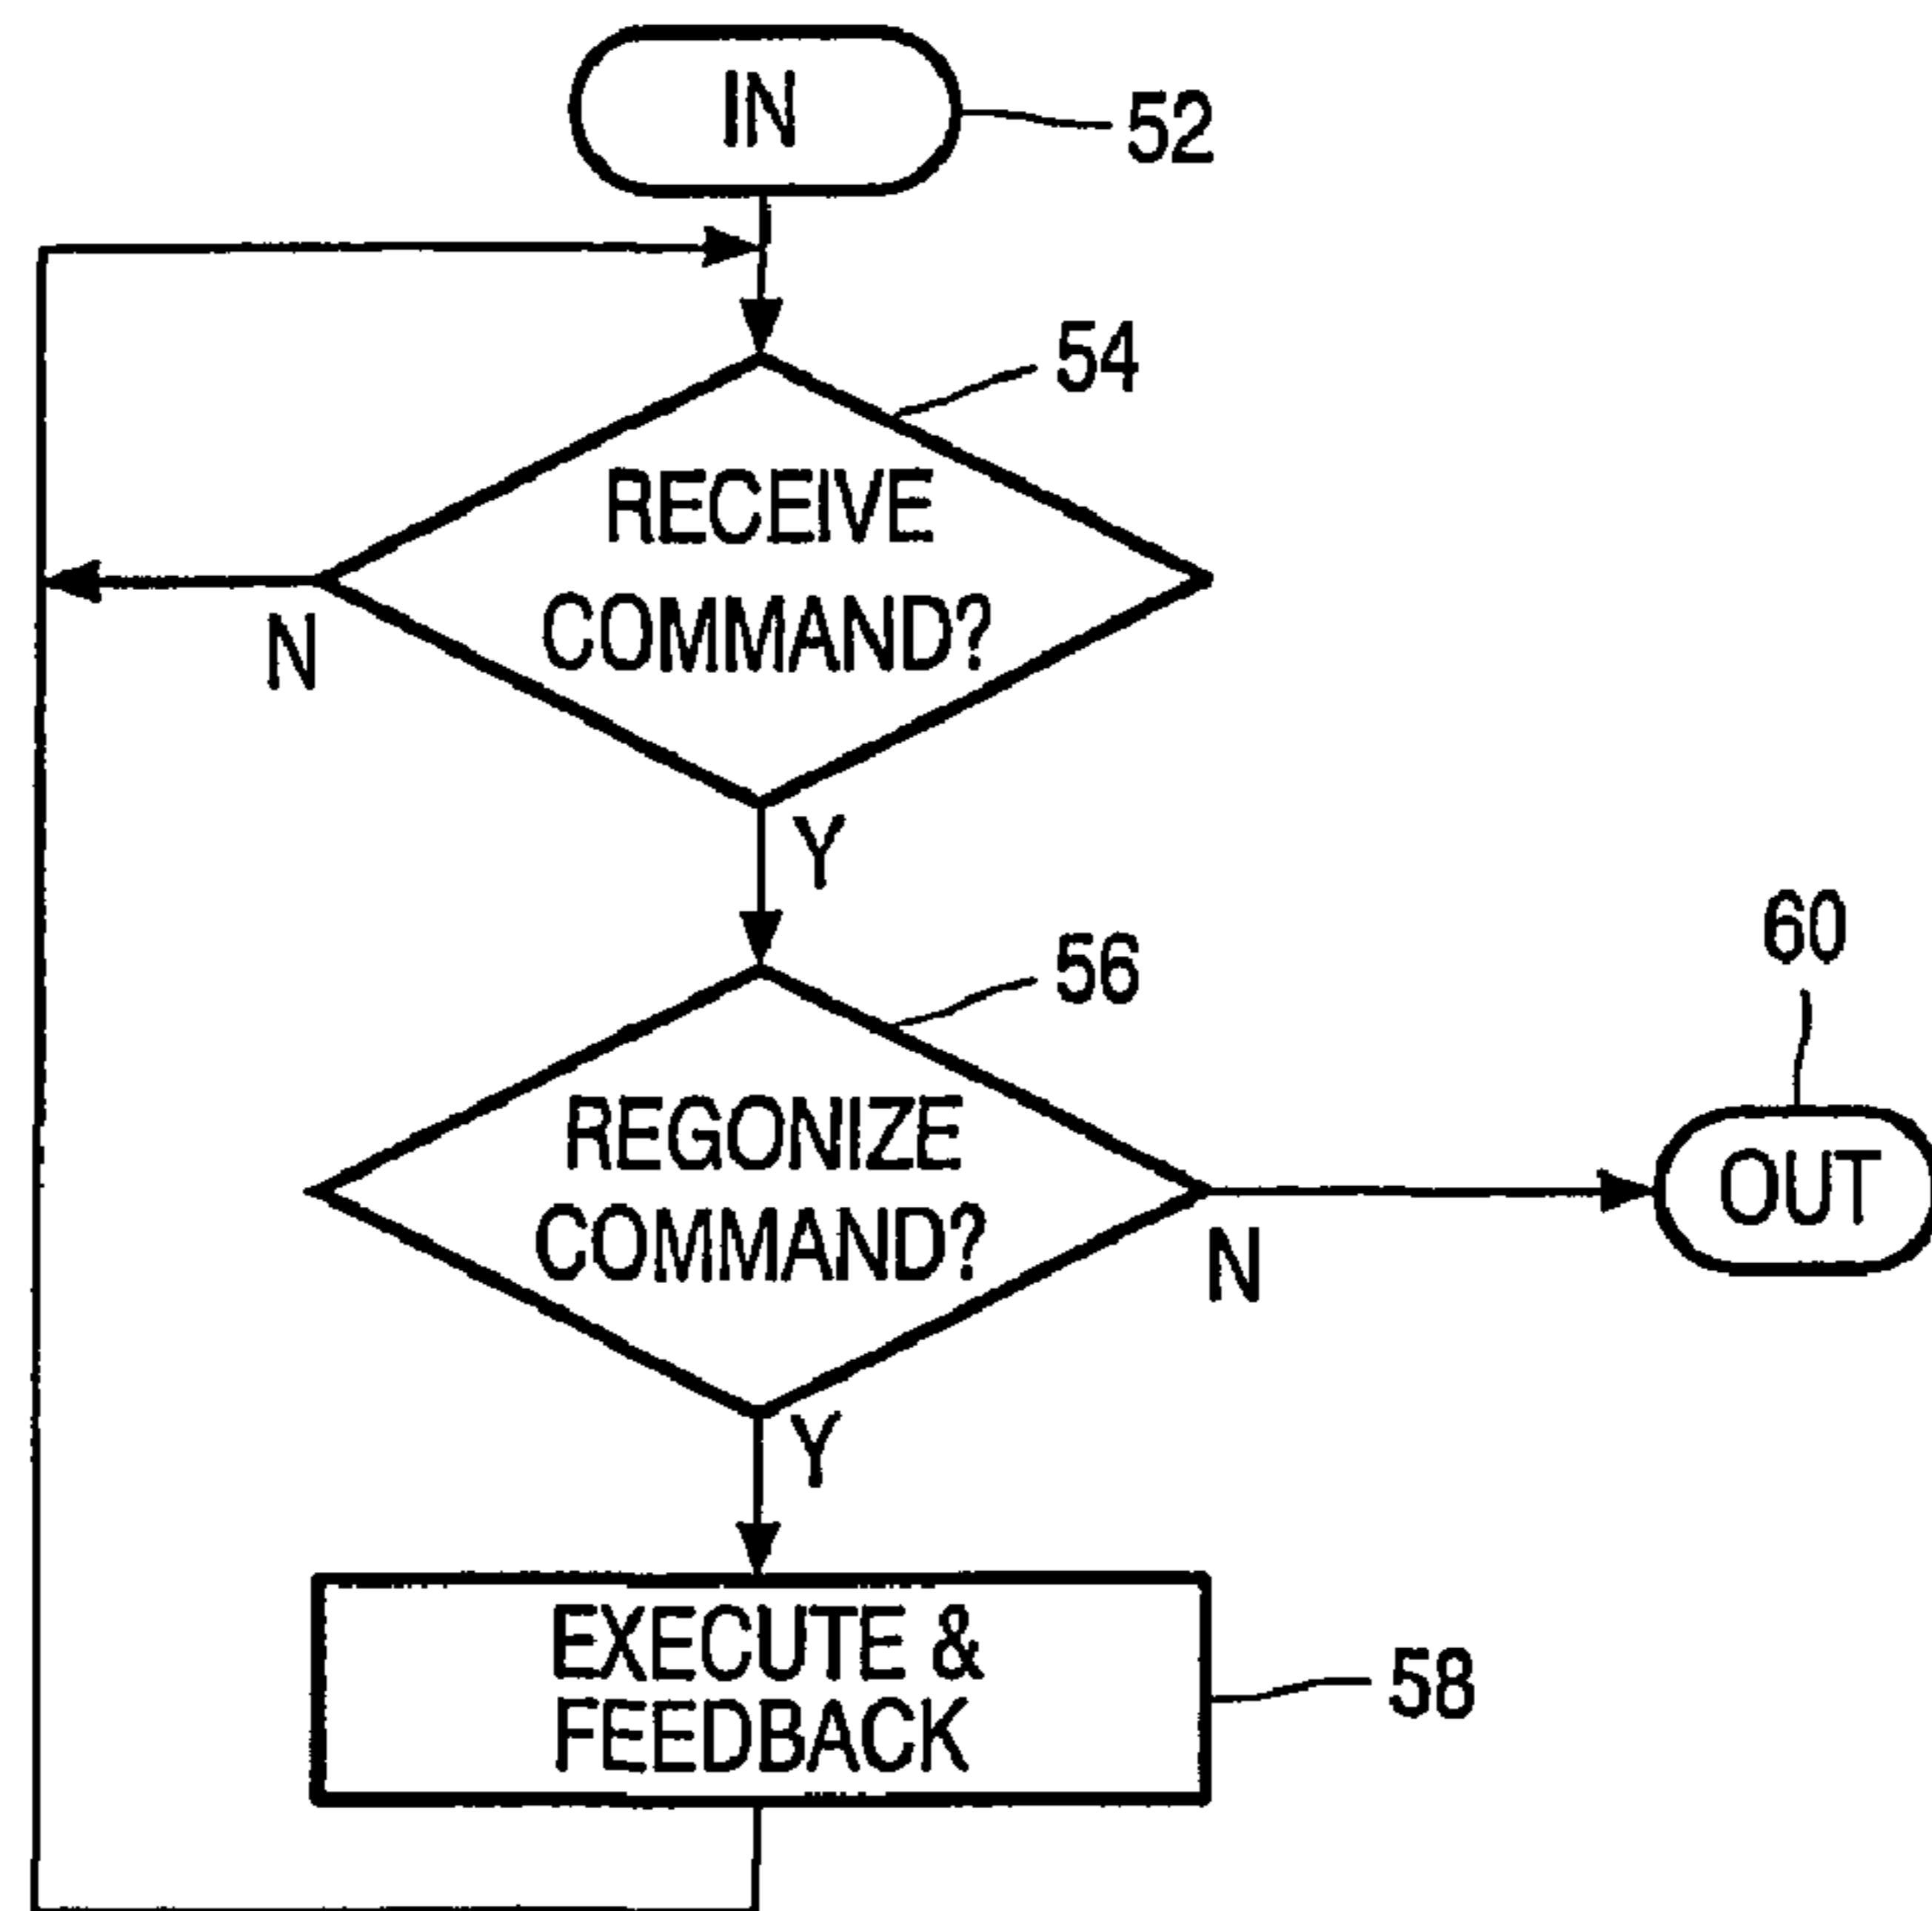 IN
52
54
RECEIVE
COMMAND?
N
Y
56
60
REGONIZE
COMMAND?
OUT
N
Y
EXECUTE &
FEEDBACK
58